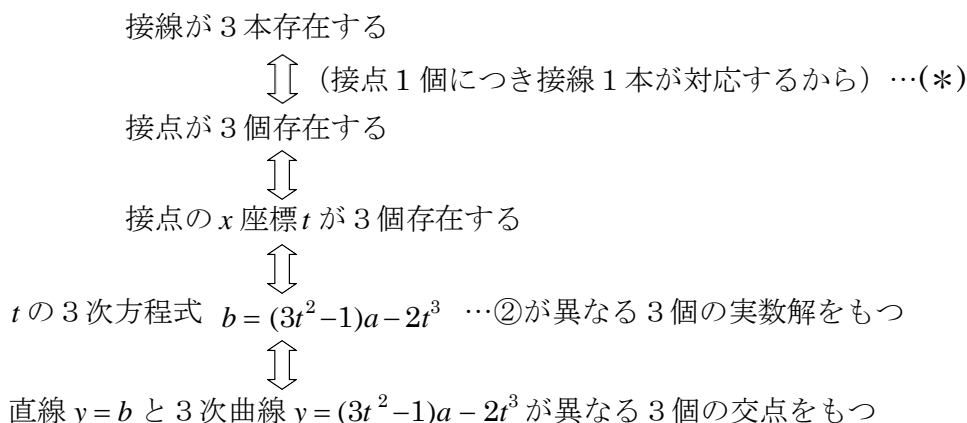 接線が3本存在する
⇕ (接点1個につき接線1本が対応するから) …(*)
接点が3個存在する
⇕
接点の x 座標 t が3個存在する
⇕
t の3次方程式 b = (3t²−1)a − 2t³ …②が異なる3個の実数解をもつ
⇕
直線 y = b と3次曲線 y = (3t²−1)a − 2t³ が異なる3個の交点をもつ